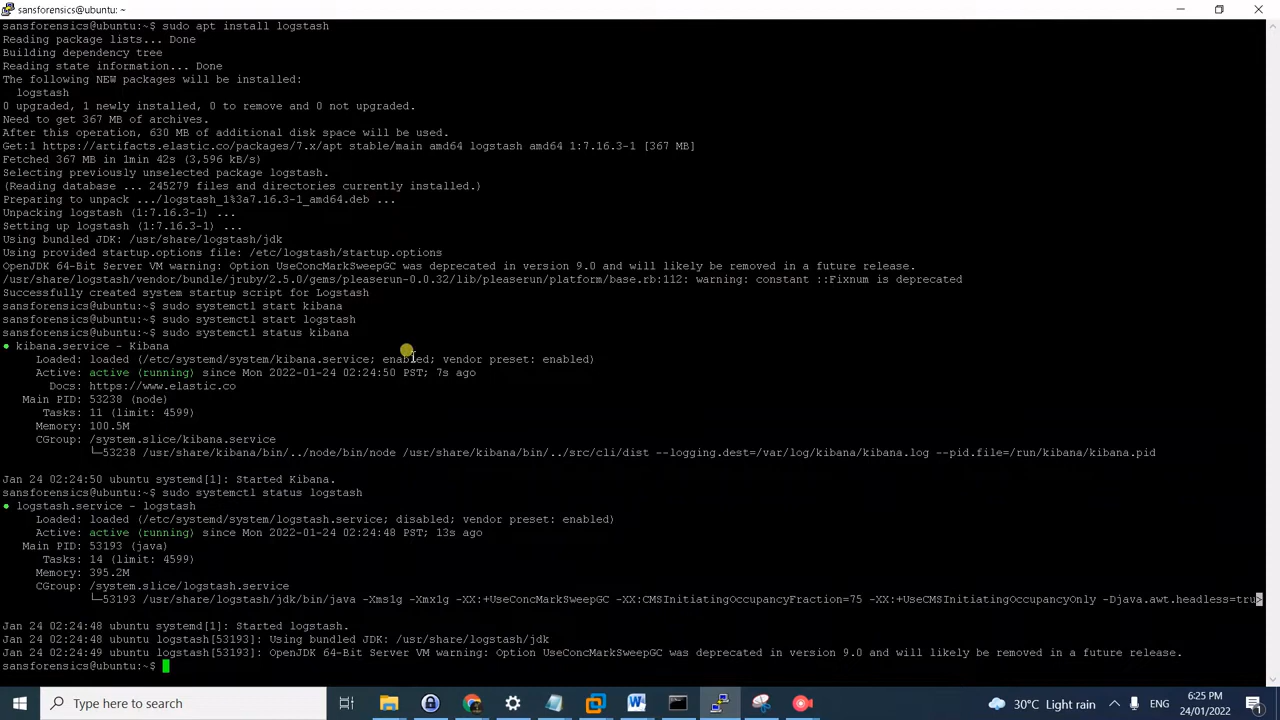 sansforensics@ubuntu: ~
sansforensics@ubuntu:~$ sudo apt install logstash
Reading package lists... Done
Building dependency tree
Reading state information... Done
The following NEW packages will be installed:
logstash
0 upgraded, 1 newly installed, 0 to remove and 0 not upgraded.
Need to get 367 MB of archives.
After this operation, 630 MB of additional disk space will be used.
Get:1 https://artifacts.elastic.co/packages/7.x/apt stable/main amd64 logstash amd64 1:7.16.3-1 [367 MB]
Fetched 367 MB in 1min 42s (3,596 kB/s)
Selecting previously unselected package logstash.
(Reading database ... 245279 files and directories currently installed.)
Preparing to unpack .../logstash_1%3a7.16.3-1_amd64.deb ...
Unpacking logstash (1:7.16.3-1) ...
Setting up logstash (1:7.16.3-1) ...
Using bundled JDK: /usr/share/logstash/jdk
Using provided startup.options file: /etc/logstash/startup.options
OpenJDK 64-Bit Server VM warning: Option UseConcMarkSweepGC was deprecated in version 9.0 and will likely be removed in a future release.
/usr/share/logstash/vendor/bundle/jruby/2.5.0/gems/pleaserun-0.0.32/lib/pleaserun/platform/base.rb:112: warning: constant ::Fixnum is deprecated
Successfully created system startup script for Logstash
sansforensics@ubuntu:~$ sudo systemctl start kibana
sansforensics@ubuntu:~$ sudo systemctl start logstash
sansforensics@ubuntu:~$ sudo systemctl status kibana
● kibana.service - Kibana
Loaded: loaded (/etc/systemd/system/kibana.service; enabled; vendor preset: enabled)
Active: active (running) since Mon 2022-01-24 02:24:50 PST; 7s ago
Docs: https://www.elastic.co
Main PID: 53238 (node)
Tasks: 11 (limit: 4599)
Memory: 100.5M
CGroup: /system.slice/kibana.service
└─53238 /usr/share/kibana/bin/../node/bin/node /usr/share/kibana/bin/../src/cli/dist --logging.dest=/var/log/kibana/kibana.log --pid.file=/run/kibana/kibana.pid
Jan 24 02:24:50 ubuntu systemd[1]: Started Kibana.
sansforensics@ubuntu:~$ sudo systemctl status logstash
● logstash.service - logstash
Loaded: loaded (/etc/systemd/system/logstash.service; disabled; vendor preset: enabled)
Active: active (running) since Mon 2022-01-24 02:24:48 PST; 13s ago
Main PID: 53193 (java)
Tasks: 14 (limit: 4599)
Memory: 395.2M
CGroup: /system.slice/logstash.service
└─53193 /usr/share/logstash/jdk/bin/java -Xms1g -Xmx1g -XX:+UseConcMarkSweepGC -XX:CMSInitiatingOccupancyFraction=75 -XX:+UseCMSInitiatingOccupancyOnly -Djava.awt.headless=tru>
Jan 24 02:24:48 ubuntu systemd[1]: Started logstash.
Jan 24 02:24:48 ubuntu logstash[53193]: Using bundled JDK: /usr/share/logstash/jdk
Jan 24 02:24:49 ubuntu logstash[53193]: OpenJDK 64-Bit Server VM warning: Option UseConcMarkSweepGC was deprecated in version 9.0 and will likely be removed in a future release.
sansforensics@ubuntu:~$
Type here to search
30°C Light rain
ENG
6:25 PM
24/01/2022